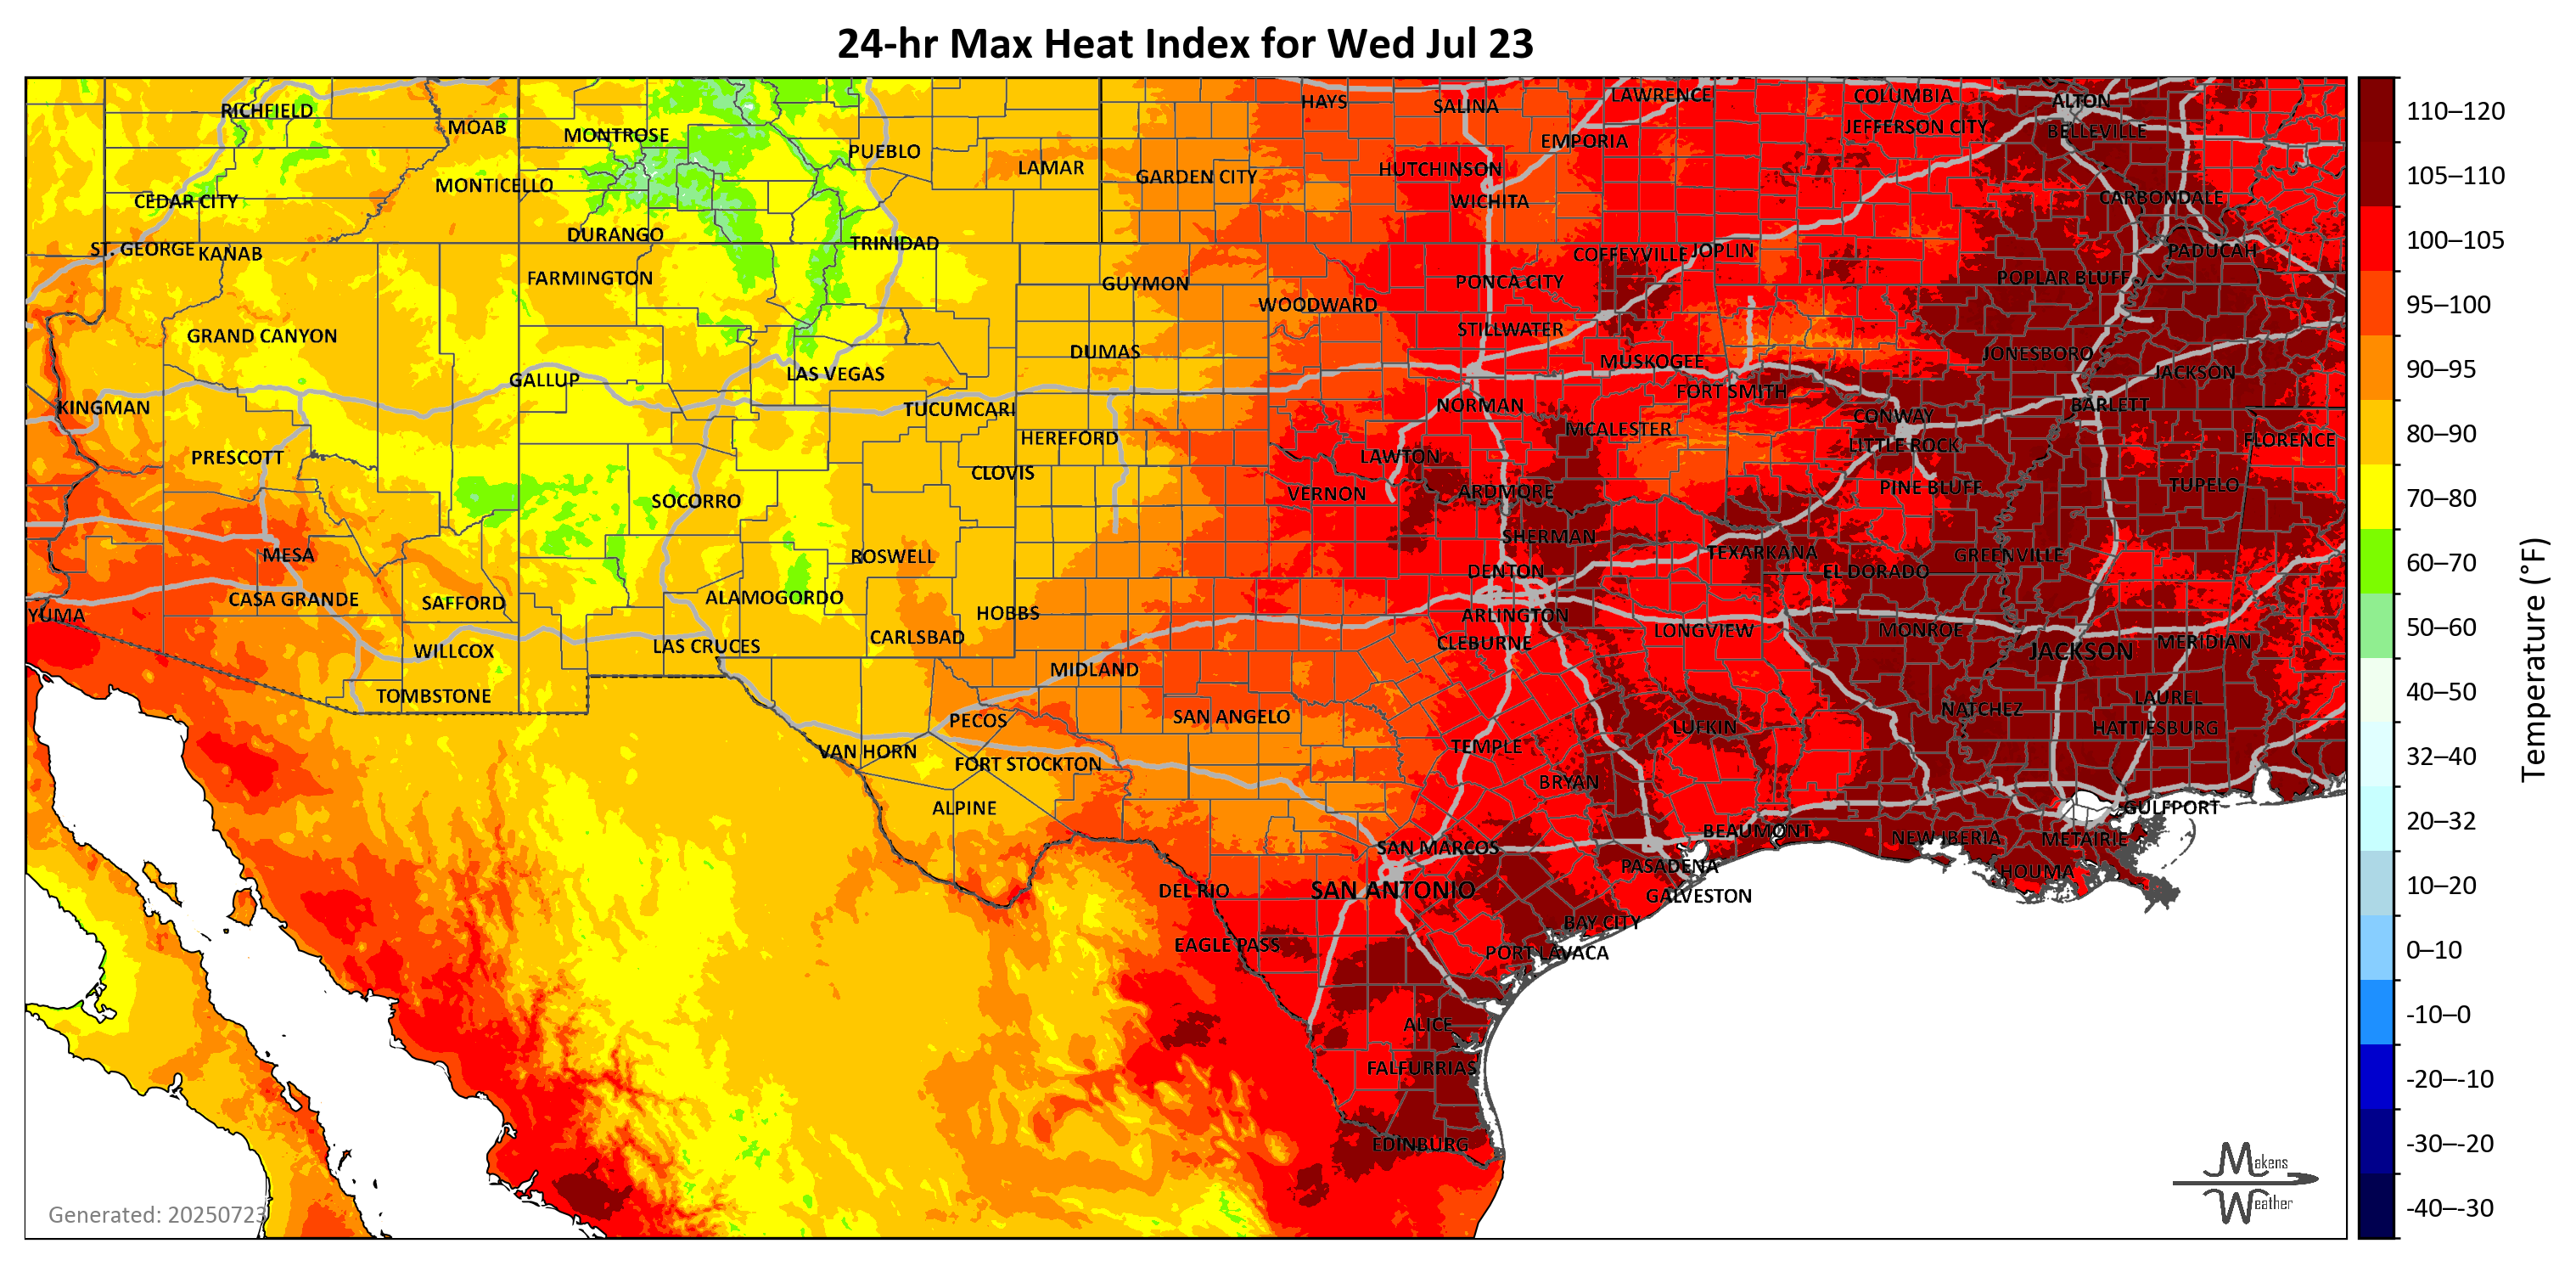 24-hr Max Heat Index for Wed Jul 23
HAYS
SALINA
LAWRENCE
COLUMBIA
ALTON
RICHFIELD
MOAB
MONTROSE
PUEBLO
EMPORIA
JEFFERSON CITY
BELLEVILLE
LAMAR
GARDEN CITY
HUTCHINSON
MONTICELLO
CEDAR CITY
WICHITA
CARBONDALE
DURANGO
TRINIDAD
ST. GEORGE
KANAB
COFFEYVILLE
JOPLIN
PADUCAH
FARMINGTON
GUYMON
PONCA CITY
POPLAR BLUFF
WOODWARD
GRAND CANYON
STILLWATER
DUMAS
MUSKOGEE
JONESBORO
GALLUP
LAS VEGAS
FORT SMITH
JACKSON
KINGMAN
TUCUMCARI
NORMAN
CONWAY
BARLETT
HEREFORD
MCALESTER
LITTLE ROCK
FLORENCE
PRESCOTT
CLOVIS
LAWTON
SOCORRO
VERNON
ARDMORE
PINE BLUFF
TUPELO
MESA
ROSWELL
SHERMAN
TEXARKANA
GREENVILLE
DENTON
EL DORADO
CASA GRANDE
SAFFORD
ALAMOGORDO
HOBBS
ARLINGTON
YUMA
WILLCOX
LAS CRUCES
CARLSBAD
CLEBURNE
LONGVIEW
MONROE
JACKSON
MERIDIAN
TOMBSTONE
MIDLAND
PECOS
SAN ANGELO
LUFKIN
NATCHEZ
LAUREL
HATTIESBURG
VAN HORN
FORT STOCKTON
TEMPLE
BRYAN
ALPINE
GULFPORT
SAN MARCOS
BEAUMONT
NEW IBERIA
METAIRIE
DEL RIO
SAN ANTONIO
PASADENA
GALVESTON
HOUMA
EAGLE PASS
BAY CITY
PORT LAVACA
ALICE
FALFURRIAS
EDINBURG
Generated: 20250723
Makens
Weather
110–120
105–110
100–105
95–100
90–95
80–90
70–80
60–70
50–60
40–50
32–40
20–32
10–20
0–10
-10–0
-20–-10
-30–-20
-40–-30
Temperature (°F)